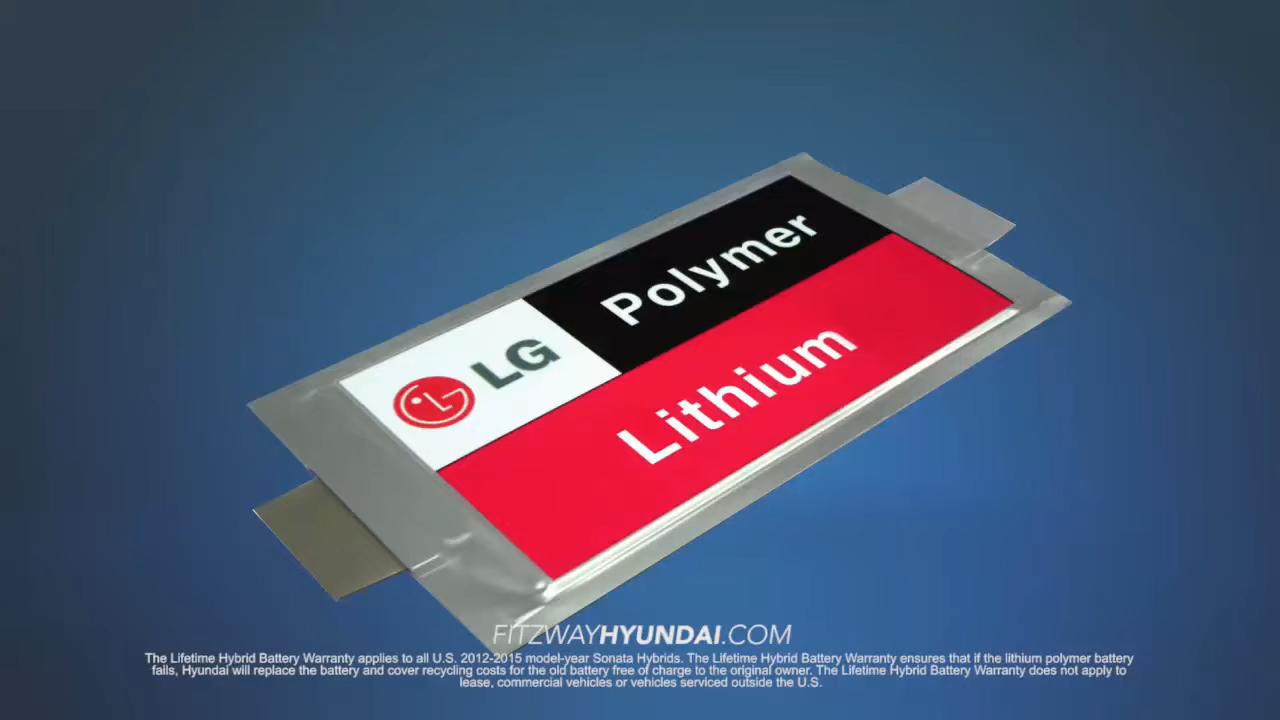 Polymer
LG
Lithium
FITZWAYHYUNDAI.COM
The Lifetime Hybrid Battery Warranty applies to all U.S. 2012-2015 model-year Sonata Hybrids. The Lifetime Hybrid Battery Warranty ensures that if the lithium polymer battery
fails, Hyundai will replace the battery and cover recycling costs for the old battery free of charge to the original owner. The Lifetime Hybrid Battery Warranty does not apply to
lease, commercial vehicles or vehicles serviced outside the U.S.